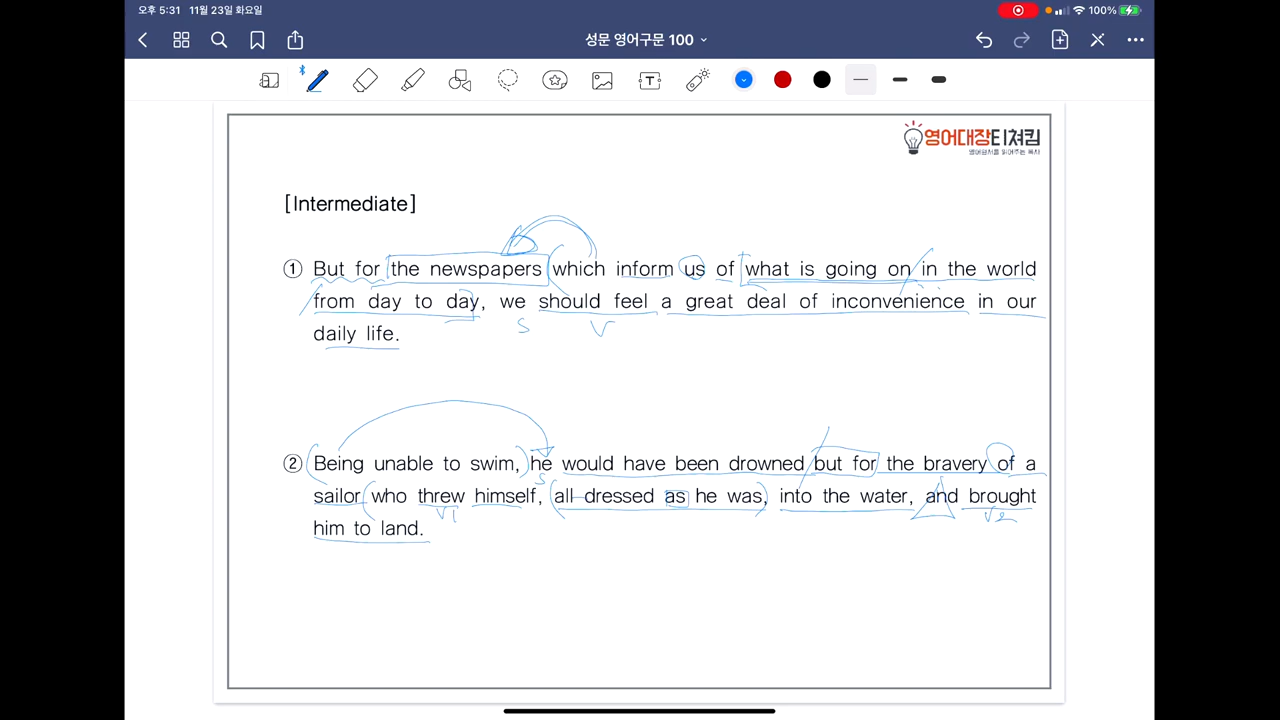 오후 5:31 11월 23일 화요일
100%
성문 영어구문 100
영어대장티쳐킴
[Intermediate]
① But for the newspapers which inform us of what is going on in the world
from day to day, we should feel a great deal of inconvenience in our
S V
daily life.
② Being unable to swim, he would have been drowned but for the bravery of a
S
sailor who threw himself, all dressed as he was, into the water, and brought
V1 V2
him to land.